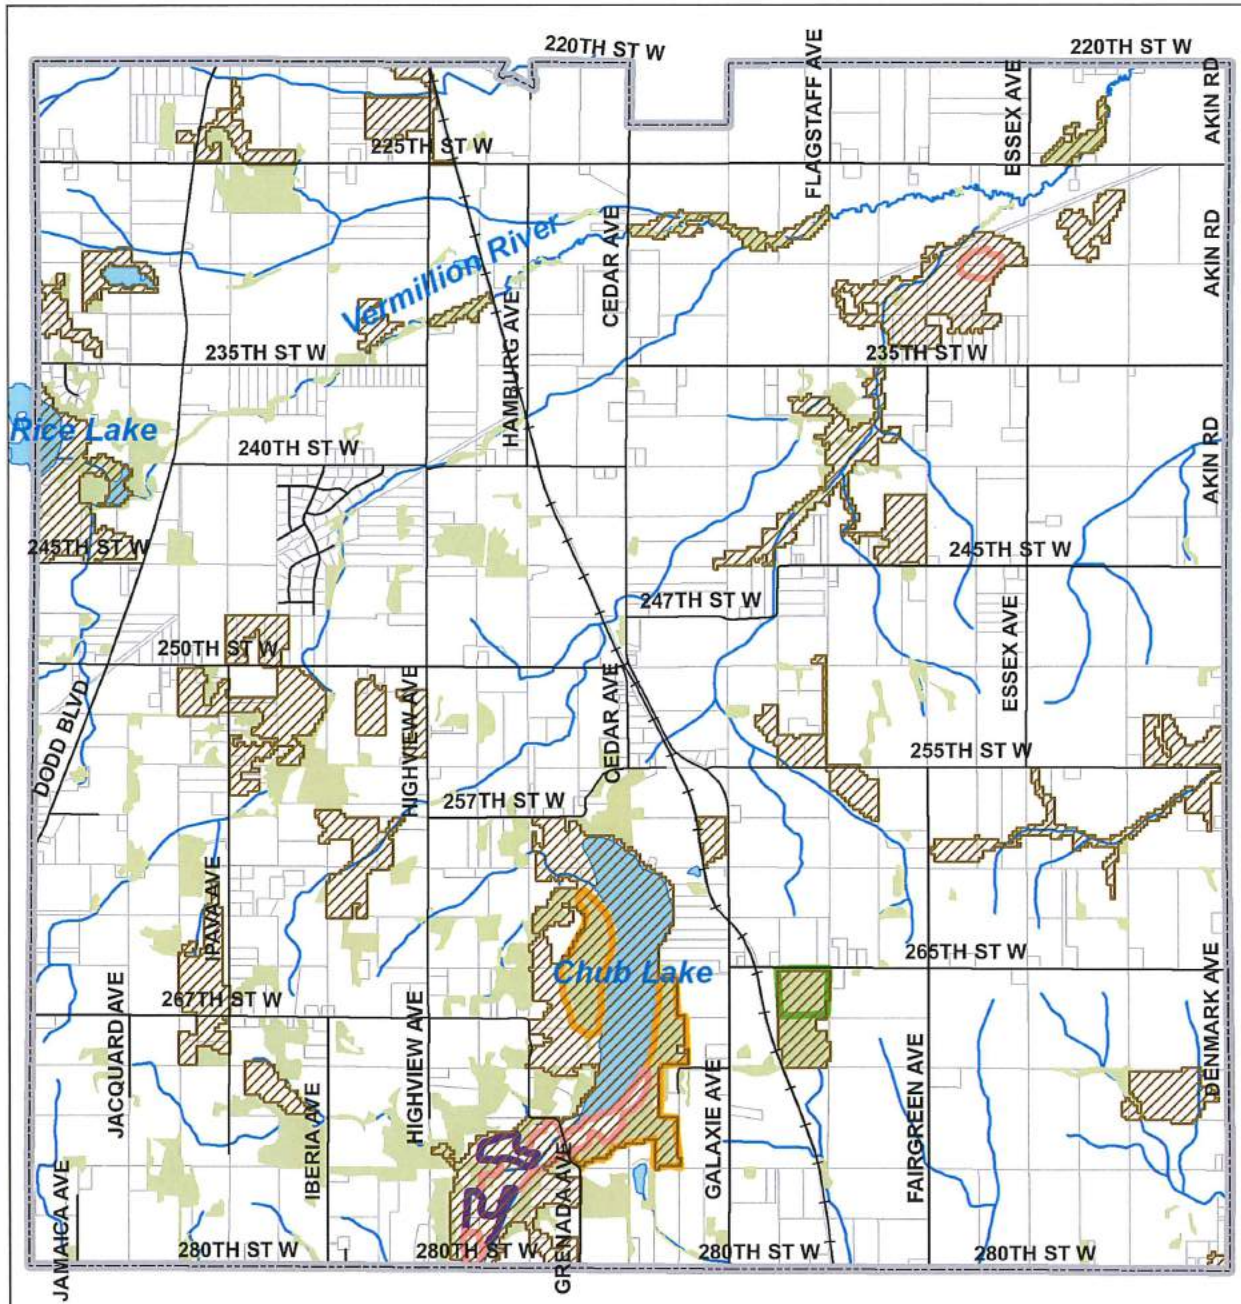 220TH ST W
220TH ST W
FLAGSTAFF AVE
ESSEX AVE
AKIN RD
225TH ST W
AKIN RD
Vermillion River
CEDAR AVE
HAMBURG AVE
235TH ST W
235TH ST W
Rice Lake
240TH ST W
AKIN RD
245TH ST W
245TH ST W
247TH ST W
ESSEX AVE
250TH ST W
DODD BLVD
HIGHVIEW AVE
CEDAR AVE
255TH ST W
257TH ST W
IPAVA AVE
265TH ST W
Chub Lake
267TH ST W
JACQUARD AVE
HIGHVIEW AVE
DENMARK AVE
GALAXIE AVE
FAIRGREEN AVE
IBERIA AVE
JAMAICA AVE
GRENADA AVE
280TH ST W
280TH ST W
280TH ST W
280TH ST W